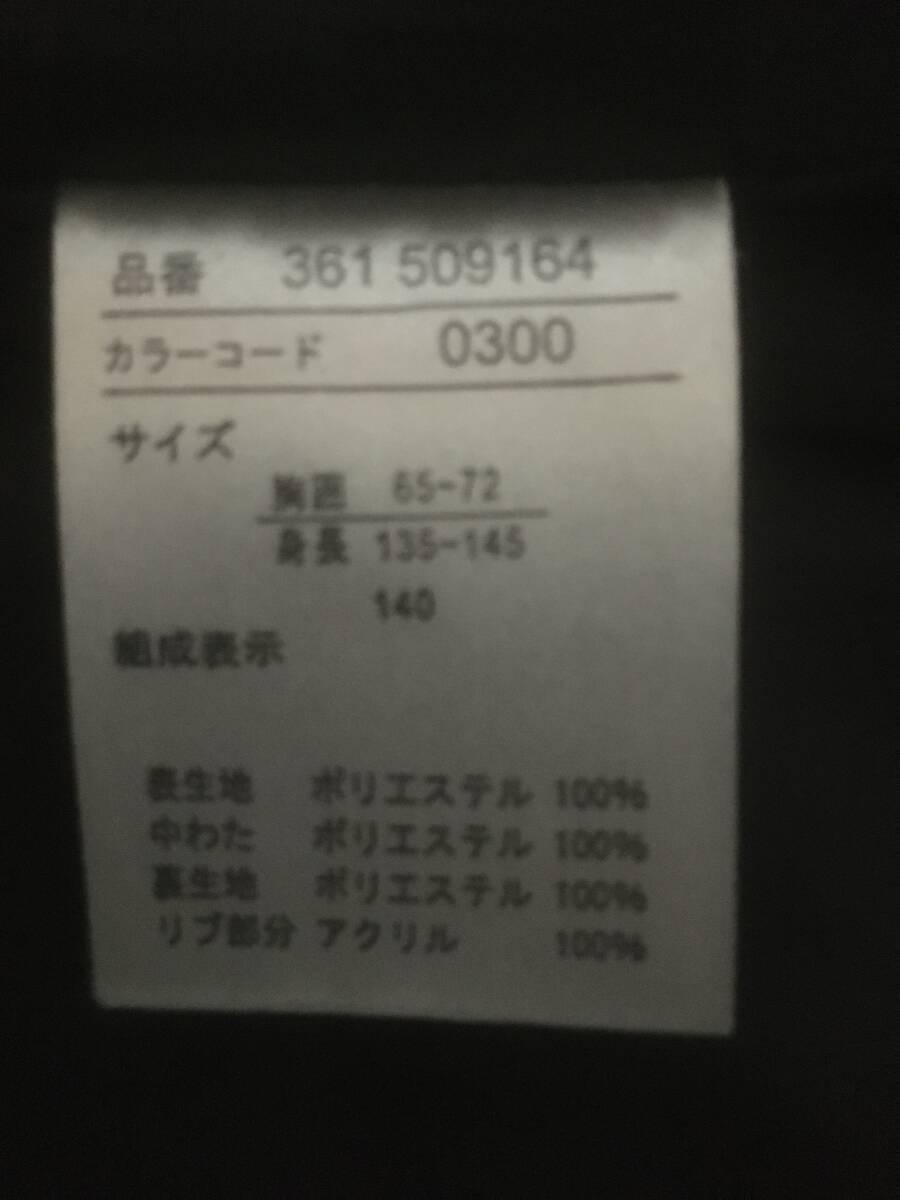 品番 361 509164
カラーコード 0300
サイズ
胸囲 65-72
身長 135-145
140
組成表示
表生地 ポリエステル 100%
中わた ポリエステル 100%
裏生地 ポリエステル 100%
リブ部分 アクリル 100%